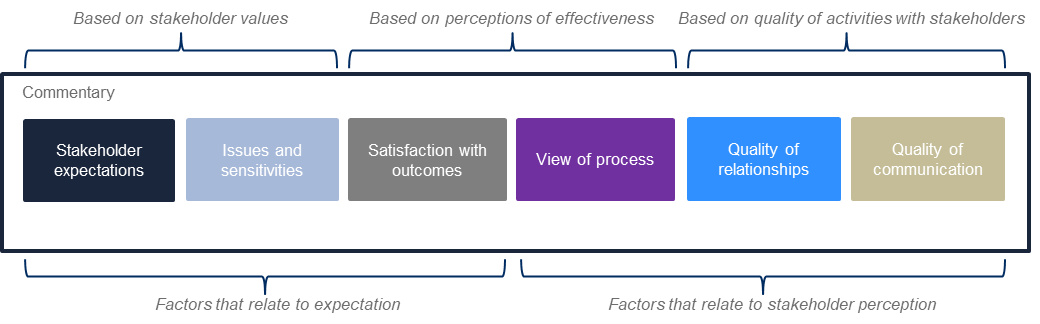 Based on stakeholder values
Based on perceptions of effectiveness
Based on quality of activities with stakeholders
Commentary
Stakeholder
expectations
Issues and
sensitivities
Satisfaction with
outcomes
View of process
Quality of
relationships
Quality of
communication
Factors that relate to expectation
Factors that relate to stakeholder perception